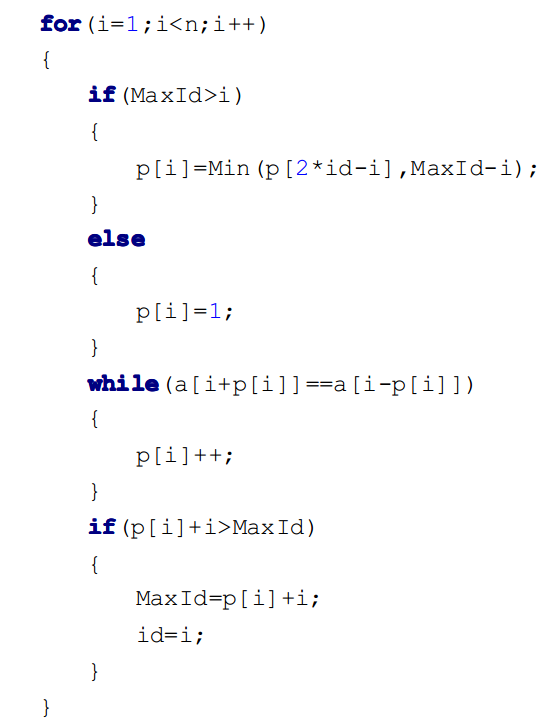 for(i=1;i<n;i++)
{
    if(MaxId>i)
    {
        p[i]=Min(p[2*id-i],MaxId-i);
    }
    else
    {
        p[i]=1;
    }
    while(a[i+p[i]]==a[i-p[i]])
    {
        p[i]++;
    }
    if(p[i]+i>MaxId)
    {
        MaxId=p[i]+i;
        id=i;
    }
}